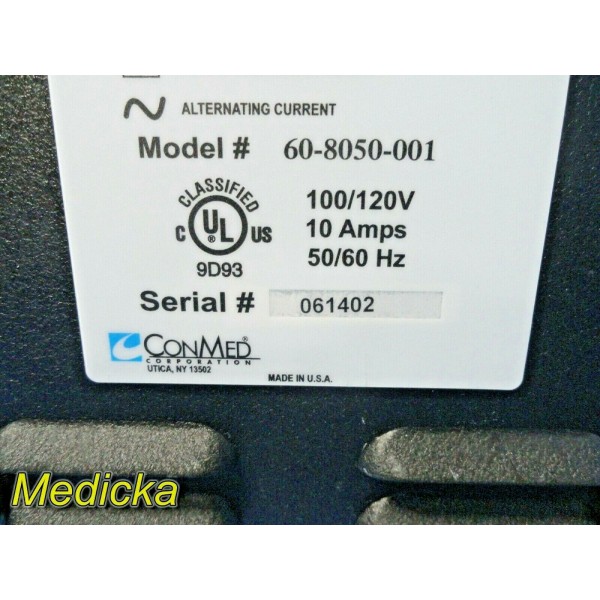 ALTERNATING CURRENT
Model # 60-8050-001
CLASSIFIED
C UL US
9D93
100/120V
10 Amps
50/60 Hz
Serial # 061402
CONMED
CORPORATION
UTICA, NY 13502
MADE IN U.S.A.
Medicka